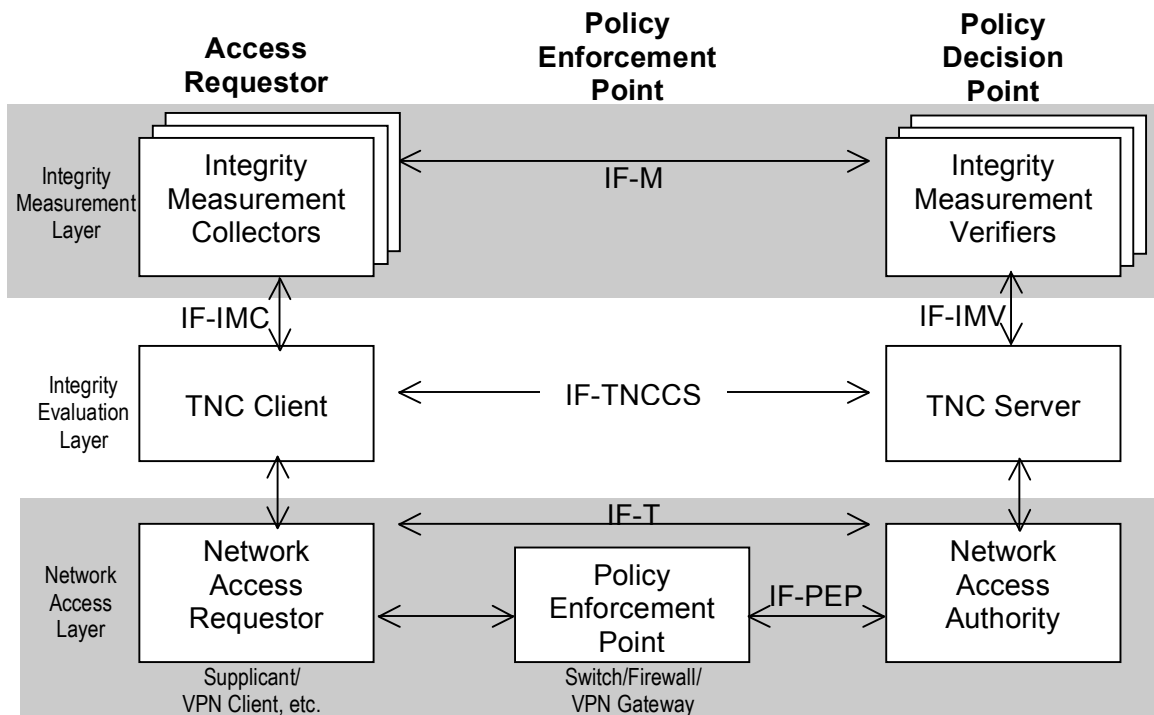 Access
Requestor
Policy
Enforcement
Point
Policy
Decision
Point
Integrity
Measurement
Layer
Integrity
Measurement
Collectors
IF-M
Integrity
Measurement
Verifiers
IF-IMC
IF-IMV
Integrity
Evaluation
Layer
TNC Client
IF-TNCCS
TNC Server
Network
Access
Layer
Network
Access
Requestor
IF-T
Policy
Enforcement
Point
IF-PEP
Network
Access
Authority
Supplicant/
VPN Client, etc.
Switch/Firewall/
VPN Gateway